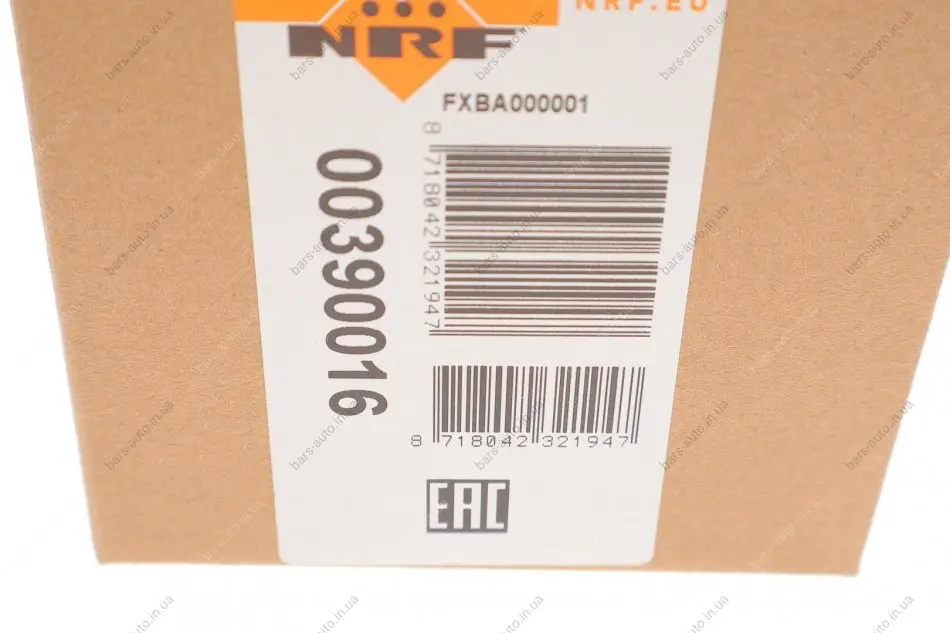 NRF.EU
NRF
FXBA000001
8 718042 321947
00390016
8 718042 321947
EAC
bars-auto.in.ua